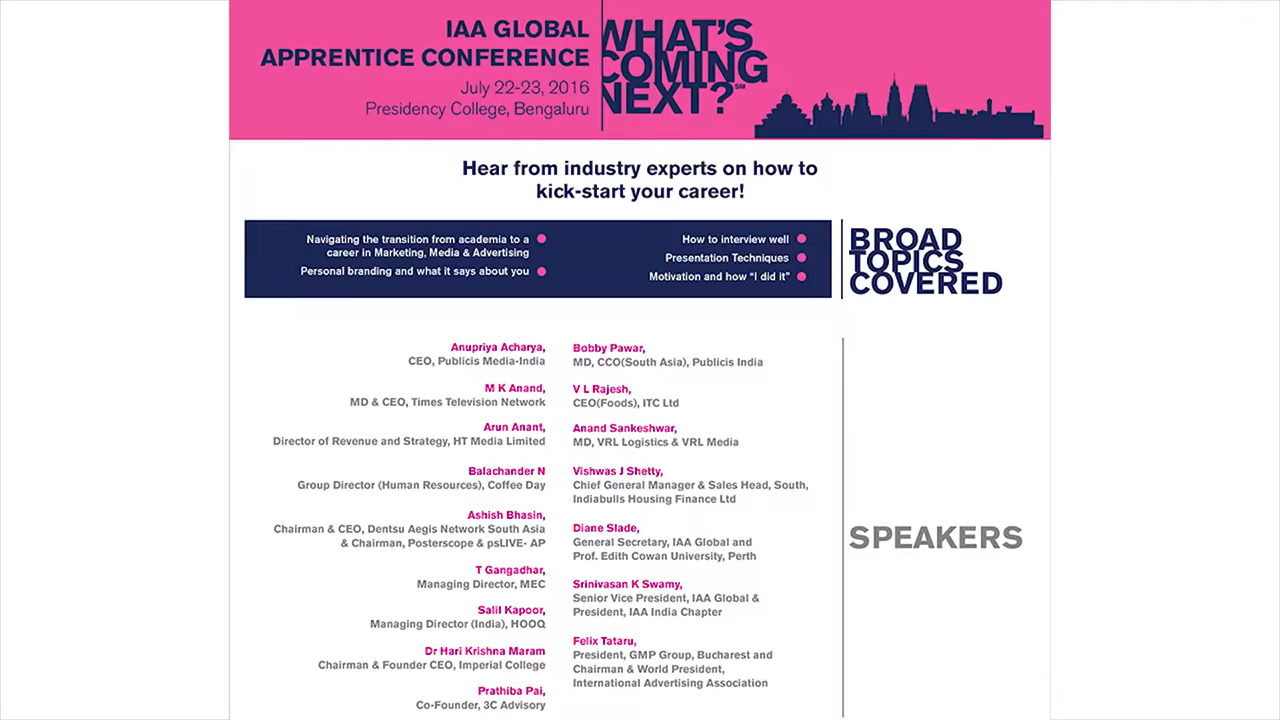 IAA GLOBAL
APPRENTICE CONFERENCE
July 22-23, 2016
Presidency College, Bengaluru
WHAT'S
COMING
NEXT?℠
Hear from industry experts on how to
kick-start your career!
Navigating the transition from academia to a
career in Marketing, Media & Advertising
Personal branding and what it says about you
How to interview well
Presentation Techniques
Motivation and how "I did it"
BROAD
TOPICS
COVERED
Anupriya Acharya,
CEO, Publicis Media-India
M K Anand,
MD & CEO, Times Television Network
Arun Anant,
Director of Revenue and Strategy, HT Media Limited
Balachander N
Group Director (Human Resources), Coffee Day
Ashish Bhasin,
Chairman & CEO, Dentsu Aegis Network South Asia
& Chairman, Posterscope & psLIVE- AP
T Gangadhar,
Managing Director, MEC
Salil Kapoor,
Managing Director (India), HOOQ
Dr Hari Krishna Maram
Chairman & Founder CEO, Imperial College
Prathiba Pai,
Co-Founder, 3C Advisory
Bobby Pawar,
MD, CCO(South Asia), Publicis India
V L Rajesh,
CEO(Foods), ITC Ltd
Anand Sankeshwar,
MD, VRL Logistics & VRL Media
Vishwas J Shetty,
Chief General Manager & Sales Head, South,
Indiabulls Housing Finance Ltd
Diane Slade,
General Secretary, IAA Global and
Prof. Edith Cowan University, Perth
Srinivasan K Swamy,
Senior Vice President, IAA Global &
President, IAA India Chapter
Felix Tataru,
President, GMP Group, Bucharest and
Chairman & World President,
International Advertising Association
SPEAKERS